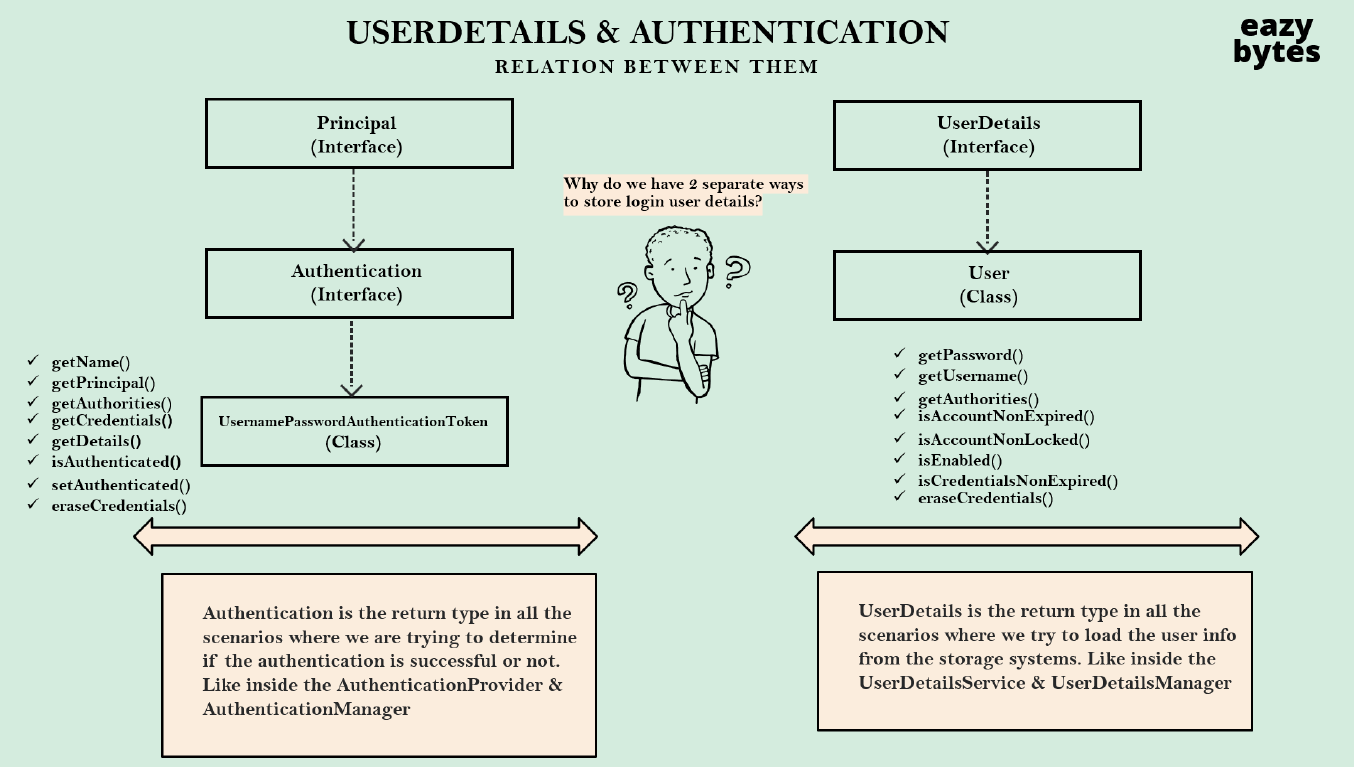 USERDETAILS & AUTHENTICATION
RELATION BETWEEN THEM
eazy
bytes
Principal
(Interface)
Authentication
(Interface)
UsernamePasswordAuthenticationToken
(Class)
getName()
getPrincipal()
getAuthorities()
getCredentials()
getDetails()
isAuthenticated()
setAuthenticated()
eraseCredentials()
Authentication is the return type in all the
scenarios where we are trying to determine
if the authentication is successful or not.
Like inside the AuthenticationProvider &
AuthenticationManager
Why do we have 2 separate ways
to store login user details?
?
?
UserDetails
(Interface)
User
(Class)
getPassword()
getUsername()
getAuthorities()
isAccountNonExpired()
isAccountNonLocked()
isEnabled()
isCredentialsNonExpired()
eraseCredentials()
UserDetails is the return type in all the
scenarios where we try to load the user info
from the storage systems. Like inside the
UserDetailsService & UserDetailsManager